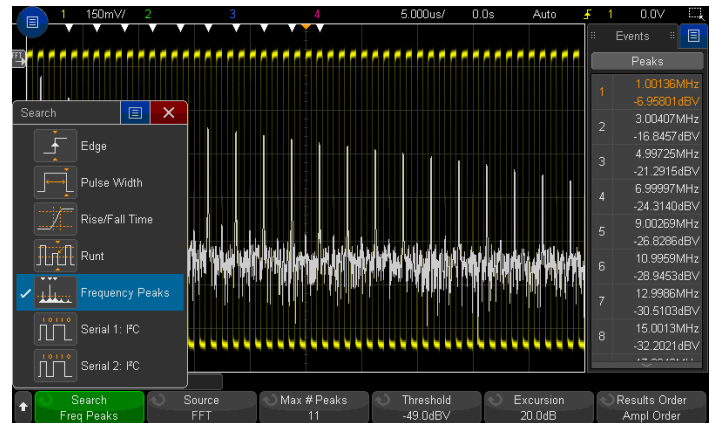 1 150mV/ 2 3 4 5.000us/ 0.0s Auto 1 0.0V
Events
Peaks
FFT
1 1.00136MHz
-6.95801dBV
2 3.00407MHz
-16.8457dBV
3 4.99725MHz
-21.2915dBV
4 6.99997MHz
-24.3140dBV
5 9.00269MHz
-26.8286dBV
6 10.9959MHz
-28.9453dBV
7 12.9986MHz
-30.5103dBV
8 15.0013MHz
-32.2021dBV
Search
Edge
Pulse Width
Rise/Fall Time
Runt
Frequency Peaks
Serial 1: I²C
Serial 2: I²C
Search
Freq Peaks
Source
FFT
Max # Peaks
11
Threshold
-49.0dBV
Excursion
20.0dB
Results Order
Ampl Order